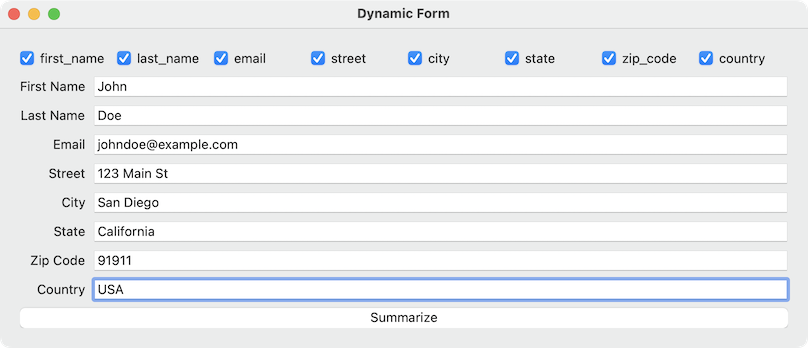 Dynamic Form
first_name last_name email street city state zip_code country
First Name John
Last Name Doe
Email johndoe@example.com
Street 123 Main St
City San Diego
State California
Zip Code 91911
Country USA
Summarize